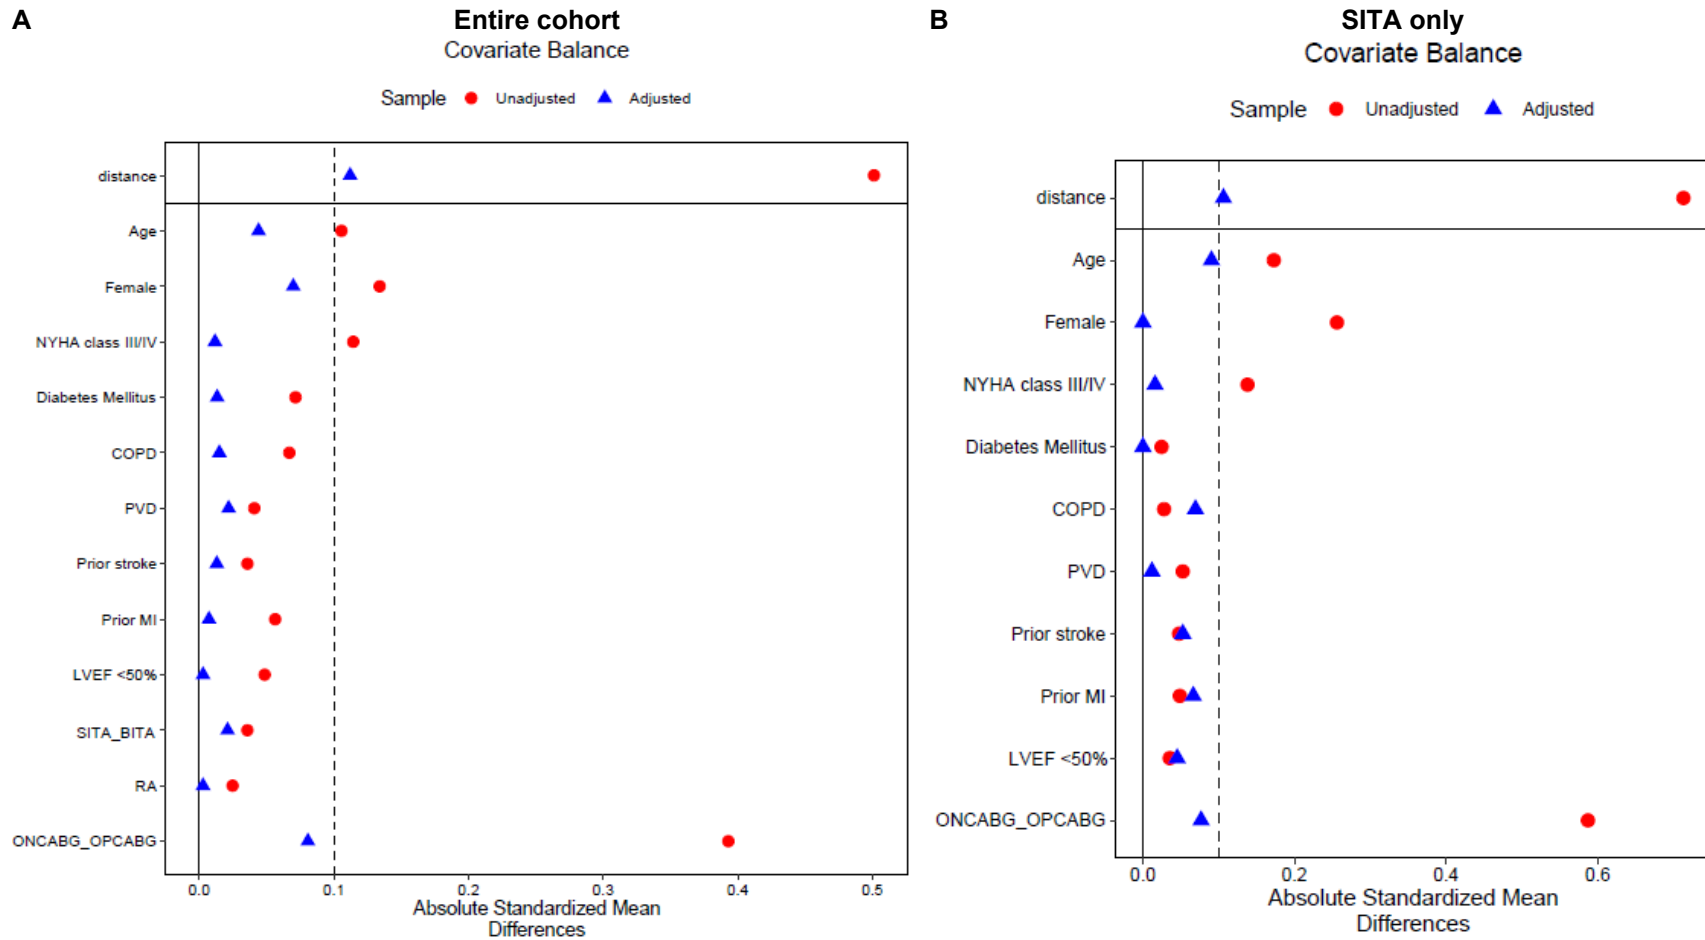 A
Entire cohort
Covariate Balance
Sample Unadjusted Adjusted
distance
Age
Female
NYHA class III/IV
Diabetes Mellitus
COPD
PVD
Prior stroke
Prior MI
LVEF <50%
SITA_BITA
RA
ONCABG_OPCABG
0.0 0.1 0.2 0.3 0.4 0.5
Absolute Standardized Mean
Differences
B
SITA only
Covariate Balance
Sample Unadjusted Adjusted
distance
Age
Female
NYHA class III/IV
Diabetes Mellitus
COPD
PVD
Prior stroke
Prior MI
LVEF <50%
ONCABG_OPCABG
0.0 0.2 0.4 0.6
Absolute Standardized Mean
Differences